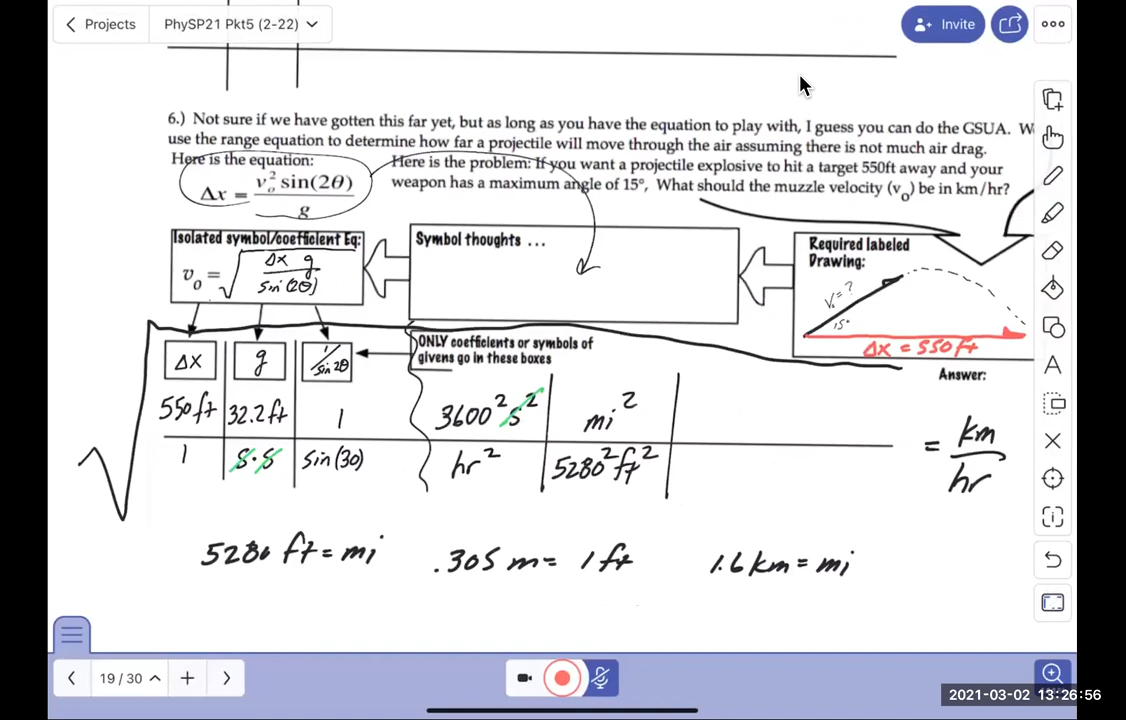 Projects
PhySP21 Pkt5 (2-22)
Invite
6.) Not sure if we have gotten this far yet, but as long as you have the equation to play with, I guess you can do the GSUA. W
use the range equation to determine how far a projectile will move through the air assuming there is not much air drag.
Here is the equation:
Δx = v₀² sin(2θ) / g
Here is the problem: If you want a projectile explosive to hit a target 550ft away and your
weapon has a maximum angle of 15°, What should the muzzle velocity (v₀) be in km/hr?
Isolated symbol/coefficient Eq:
v₀ = √ Δx g / sin(2θ)
Symbol thoughts ...
Required labeled
Drawing:
V₀ = ?
15°
Δx = 550ft
ONLY coefficients or symbols of
givens go in these boxes
Answer:
Δx g 1/sin2θ
550ft 32.2ft 1 3600² s² mi²
1 s·s sin(30) hr² 5280² ft²
= km/hr
5280 ft = mi .305 m = 1 ft 1.6 km = mi
A
19 / 30
2021-03-02 13:26:56